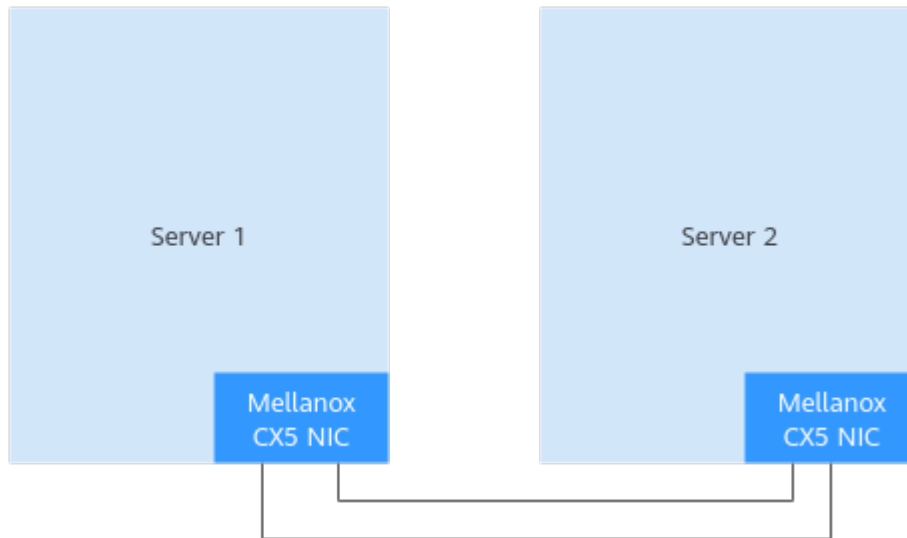 Server 1
Server 2
Mellanox
CX5 NIC
Mellanox
CX5 NIC